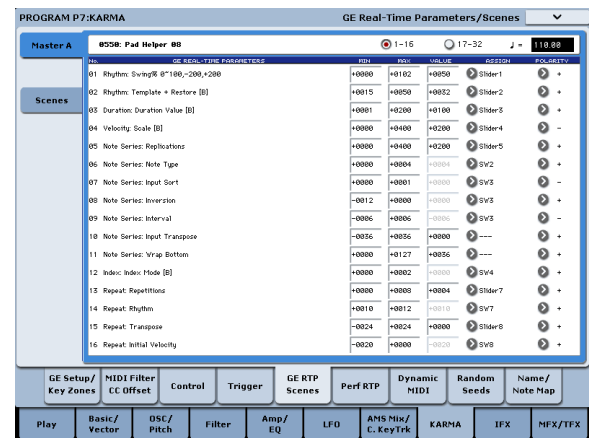 PROGRAM P7:KARMA GE Real-Time Parameters/Scenes
Master A 0550: Pad Helper 08 1-16 17-32 ♩ = 110.00
No. GE REAL-TIME PARAMETERS MIN MAX VALUE ASSIGN POLARITY
01 Rhythm: Swing% 0~100,-200,+200 +0000 +0102 +0050 Slider1 +
02 Rhythm: Template + Restore [B] +0015 +0050 +0032 Slider2 +
Scenes
03 Duration: Duration Value [B] +0001 +0200 +0100 Slider3 +
04 Velocity: Scale [B] +0000 +0400 +0200 Slider4 -
05 Note Series: Replications +0000 +0400 +0200 Slider5 +
06 Note Series: Note Type +0000 +0004 +0004 SW2 +
07 Note Series: Input Sort +0000 +0001 +0000 SW3 -
08 Note Series: Inversion -0012 +0000 +0000 SW3 +
09 Note Series: Interval -0006 +0006 -0006 SW3 -
10 Note Series: Input Transpose -0036 +0036 +0000 --- +
11 Note Series: Wrap Bottom +0000 +0127 +0036 --- +
12 Index: Index Mode [B] +0000 +0002 +0000 SW4 +
13 Repeat: Repetitions +0000 +0008 +0004 Slider7 +
14 Repeat: Rhythm +0010 +0012 +0010 SW7 +
15 Repeat: Transpose -0024 +0024 +0000 Slider8 +
16 Repeat: Initial Velocity -0020 +0000 -0020 SW8 +
GE Setup/ Key Zones MIDI Filter CC Offset Control Trigger GE RTP Scenes Perf RTP Dynamic MIDI Random Seeds Name/ Note Map
Play Basic/ Vector OSC/ Pitch Filter Amp/ EQ LFO AMS Mix/ C. KeyTrk KARMA IFX MFX/TFX